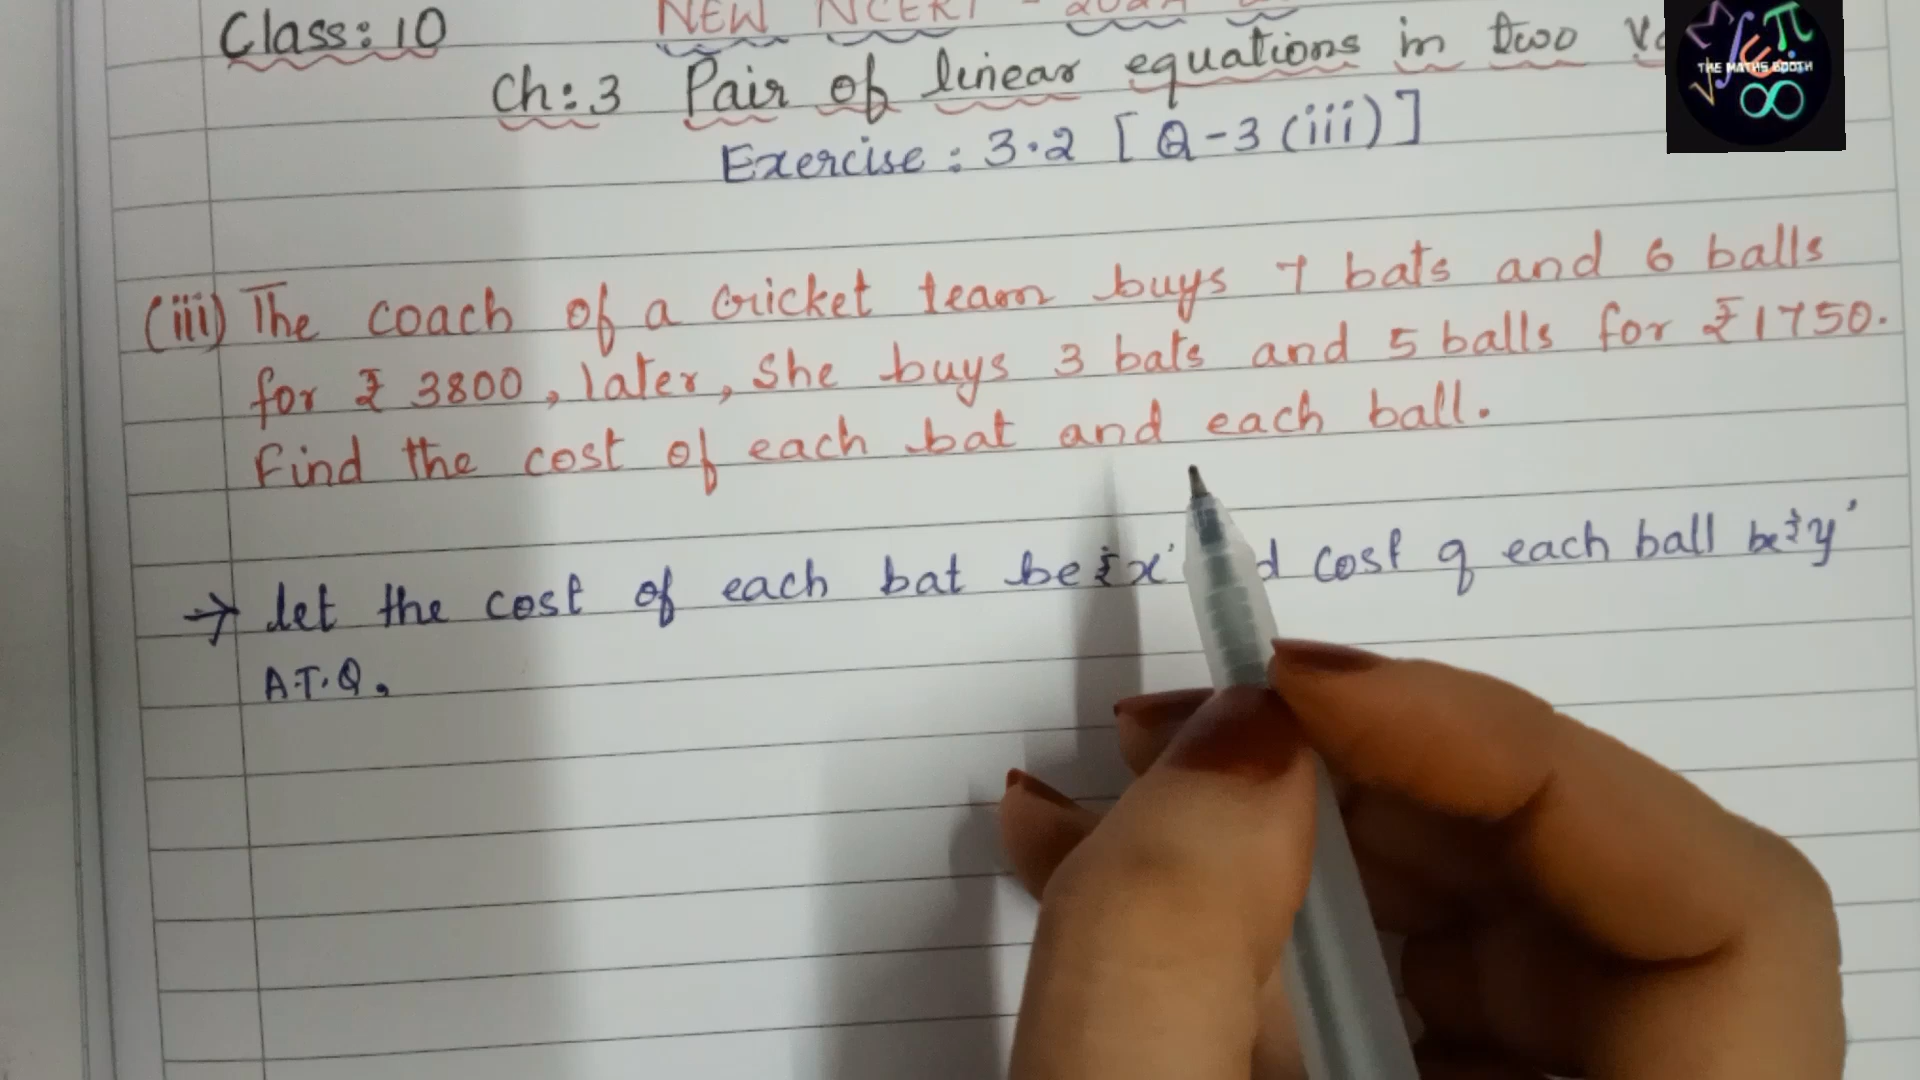 Class: 10 NEW NCERT - 2024
Ch: 3 Pair of linear equations in two
THE MATHS BOOTH
Exercise: 3.2 [Q-3 (iii)]
(iii) The coach of a cricket team buys 7 bats and 6 balls
for ₹ 3800, later, She buys 3 bats and 5 balls for ₹1750.
Find the cost of each bat and each ball.
→ Let the cost of each bat be ₹x' cost of each ball be ₹y'
A.T.Q,